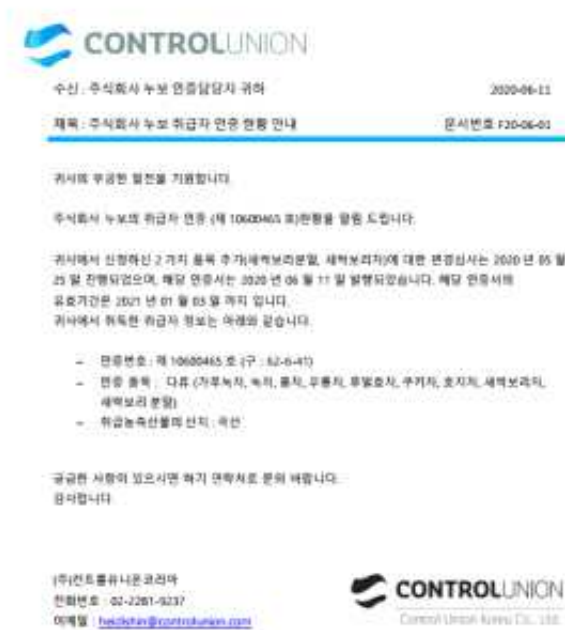 CONTROLUNION
수신 : 주식회사 누보 인증담당자 귀하 2020-06-11
제목 : 주식회사 누보 취급자 인증 현황 안내 문서번호 F20-06-01
귀사의 무궁한 발전을 기원합니다.
주식회사 누보의 취급자 인증 (제 10600465 호)현황을 알림 드립니다.
귀사에서 신청하신 2 가지 품목 추가(새싹보리분말, 새싹보리차)에 대한 변경심사는 2020 년 05 월
25 일 진행되었으며, 해당 인증서는 2020 년 06 월 11 일 발행되었습니다. 해당 인증서의
유효기간은 2021 년 01 월 03 일 까지 입니다.
귀사에서 취득한 취급자 정보는 아래와 같습니다.
- 인증번호 : 제 10600465 호 (구 : 62-6-41)
- 인증 품목 : 다류 (가루녹차, 녹차, 홍차, 우롱차, 후발효차, 쿠키차, 호지차, 새싹보리차,
새싹보리 분말)
- 취급농축산물의 산지 : 국산
궁금한 사항이 있으시면 하기 연락처로 문의 바랍니다.
감사합니다.
(주)컨트롤유니온코리아
전화번호 : 02-2281-9237
이메일 : heidishin@controlunion.com
CONTROLUNION
Control Union Korea Co., Ltd.